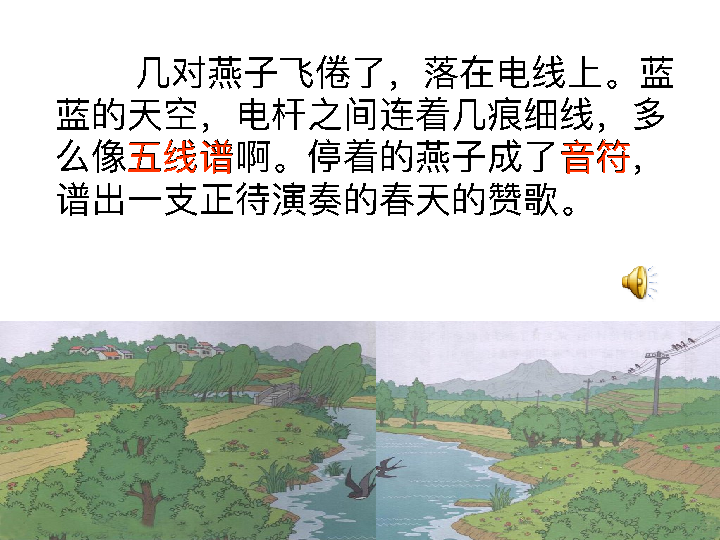 几对燕子飞倦了，落在电线上。蓝
蓝的天空，电杆之间连着几痕细线，多
么像五线谱啊。停着的燕子成了音符，
谱出一支正待演奏的春天的赞歌。